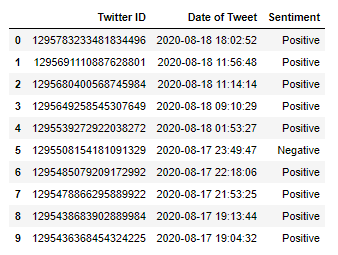 Twitter ID Date of Tweet Sentiment
0 1295783233481834496 2020-08-18 18:02:52 Positive
1 1295691110887628801 2020-08-18 11:56:48 Positive
2 1295680400568745984 2020-08-18 11:14:14 Positive
3 1295649258545307649 2020-08-18 09:10:29 Positive
4 1295539272922038272 2020-08-18 01:53:27 Positive
5 1295508154181091329 2020-08-17 23:49:47 Negative
6 1295485079209172992 2020-08-17 22:18:06 Positive
7 1295478866295889922 2020-08-17 21:53:25 Positive
8 1295438683902889984 2020-08-17 19:13:44 Positive
9 1295436368454324225 2020-08-17 19:04:32 Positive